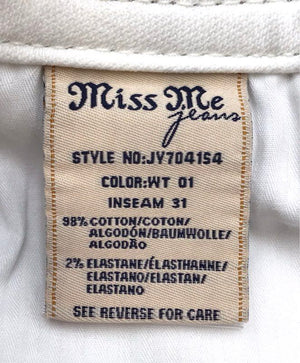 Miss Me
jeans
STYLE NO:JY7041S4
COLOR:WT 01
INSEAM 31
98% COTTON/COTON/
ALGODÓN/BAUMWOLLE/
ALGODÃO
2% ELASTANE/ÉLASTHANNE/
ELASTANO/ELASTAN/
ELASTANO
SEE REVERSE FOR CARE